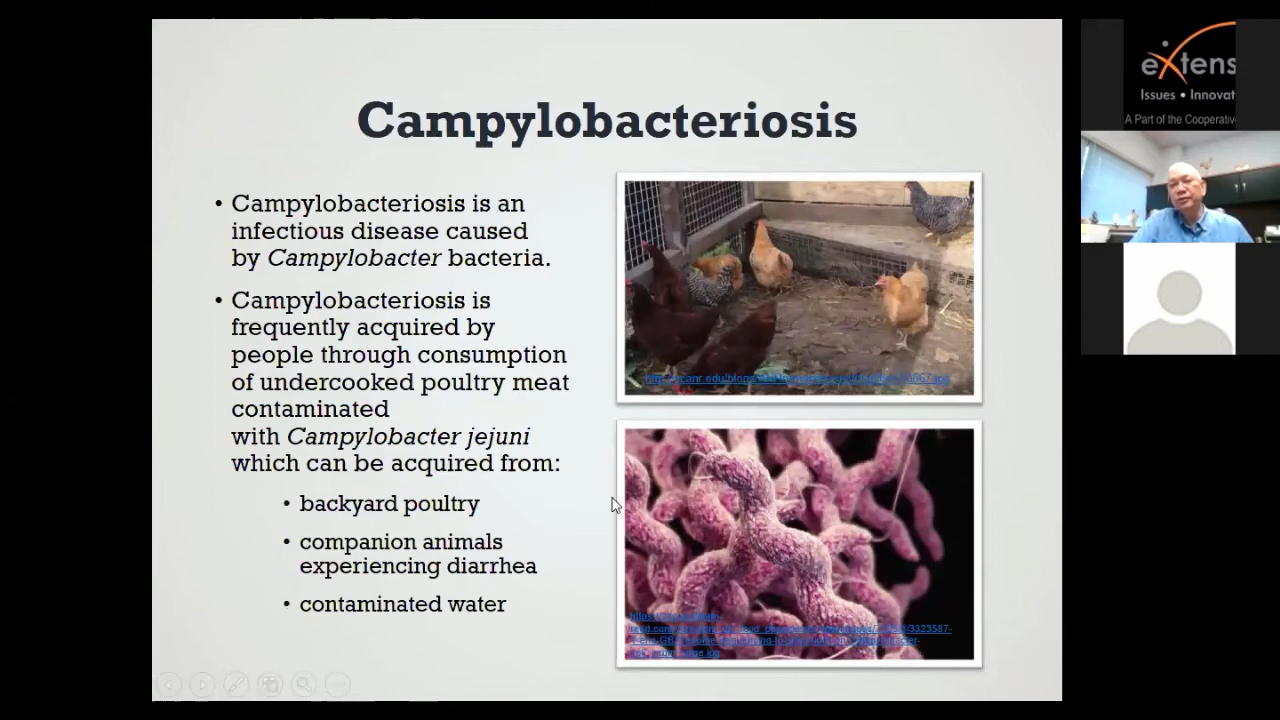 Campylobacteriosis
• Campylobacteriosis is an
infectious disease caused
by Campylobacter bacteria.
• Campylobacteriosis is
frequently acquired by
people through consumption
of undercooked poultry meat
contaminated
with Campylobacter jejuni
which can be acquired from:
• backyard poultry
• companion animals
experiencing diarrhea
• contaminated water
eXtens
Issues • Innovat
A Part of the Cooperative